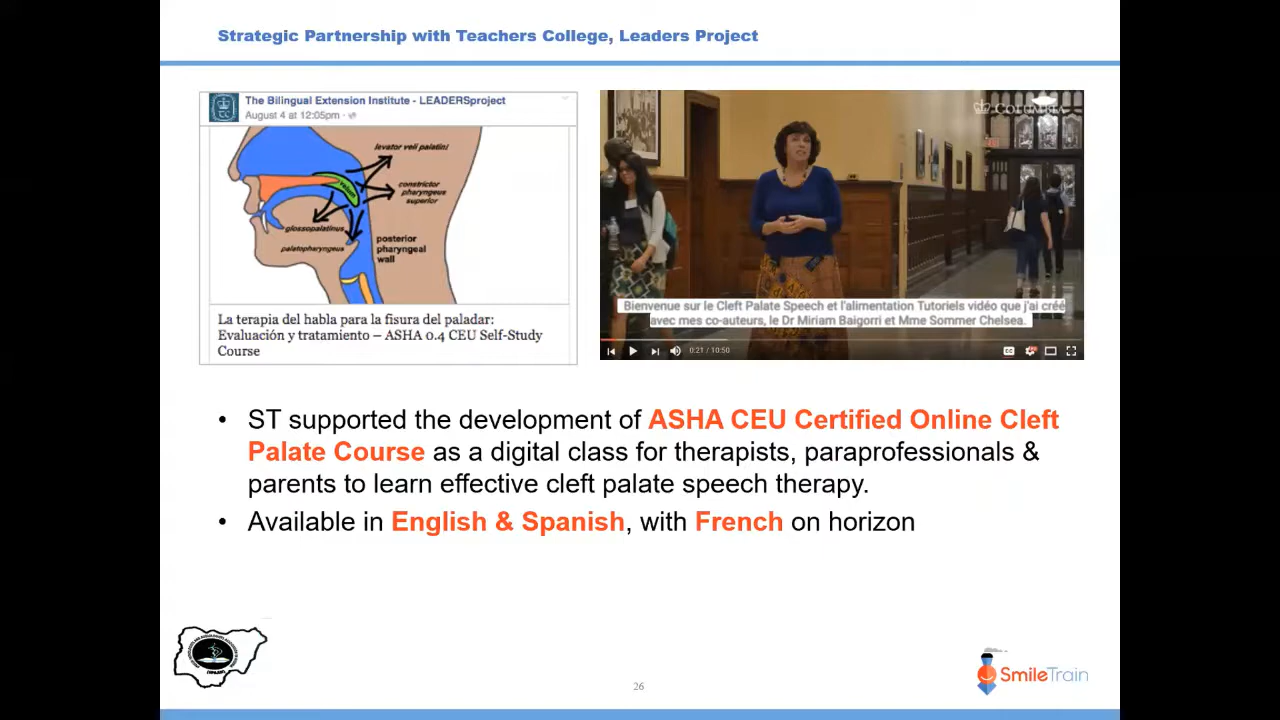 Strategic Partnership with Teachers College, Leaders Project
The Bilingual Extension Institute - LEADERSproject
August 4 at 12:05pm
levator veli palatini
velum
constrictor
pharyngeus
superior
glossopalatinus
palatopharyngeus
posterior
pharyngeal
wall
La terapia del habla para la fisura del paladar:
Evaluación y tratamiento – ASHA 0.4 CEU Self-Study
Course
COLUMBIA
Bienvenue sur le Cleft Palate Speech et l'alimentation Tutoriels vidéo que j'ai créé
avec mes co-auteurs, le Dr Miriam Baigorri et Mme Sommer Chelsea.
0:21 / 10:50
CC
• ST supported the development of ASHA CEU Certified Online Cleft
Palate Course as a digital class for therapists, paraprofessionals &
parents to learn effective cleft palate speech therapy.
• Available in English & Spanish, with French on horizon
26
SmileTrain